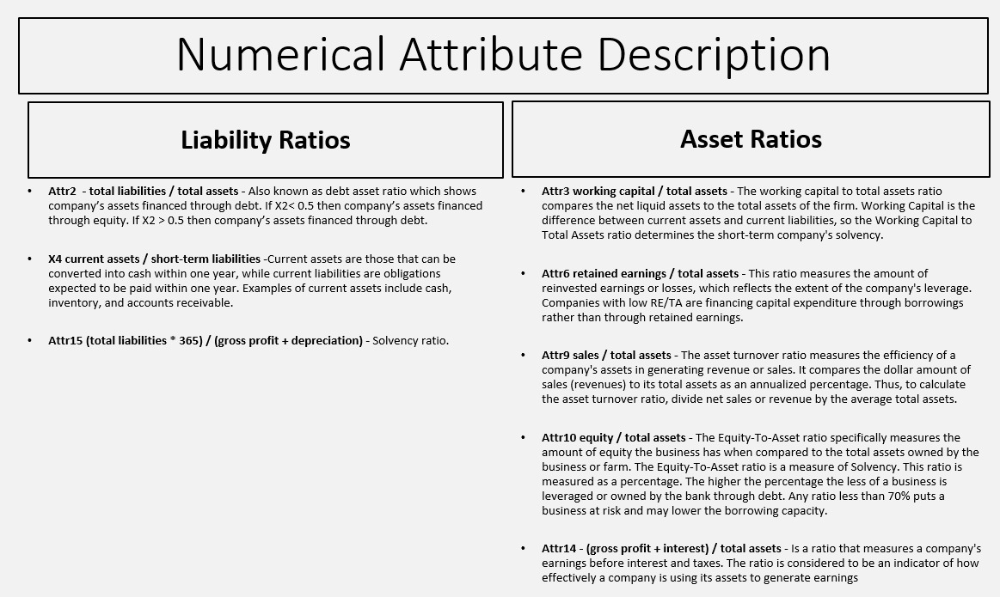 Numerical Attribute Description
Liability Ratios
• Attr2 - total liabilities / total assets - Also known as debt asset ratio which shows
company’s assets financed through debt. If X2< 0.5 then company’s assets financed
through equity. If X2 > 0.5 then company’s assets financed through debt.
• X4 current assets / short-term liabilities -Current assets are those that can be
converted into cash within one year, while current liabilities are obligations
expected to be paid within one year. Examples of current assets include cash,
inventory, and accounts receivable.
• Attr15 (total liabilities * 365) / (gross profit + depreciation) - Solvency ratio.
Asset Ratios
• Attr3 working capital / total assets - The working capital to total assets ratio
compares the net liquid assets to the total assets of the firm. Working Capital is the
difference between current assets and current liabilities, so the Working Capital to
Total Assets ratio determines the short-term company's solvency.
• Attr6 retained earnings / total assets - This ratio measures the amount of
reinvested earnings or losses, which reflects the extent of the company's leverage.
Companies with low RE/TA are financing capital expenditure through borrowings
rather than through retained earnings.
• Attr9 sales / total assets - The asset turnover ratio measures the efficiency of a
company's assets in generating revenue or sales. It compares the dollar amount of
sales (revenues) to its total assets as an annualized percentage. Thus, to calculate
the asset turnover ratio, divide net sales or revenue by the average total assets.
• Attr10 equity / total assets - The Equity-To-Asset ratio specifically measures the
amount of equity the business has when compared to the total assets owned by the
business or farm. The Equity-To-Asset ratio is a measure of Solvency. This ratio is
measured as a percentage. The higher the percentage the less of a business is
leveraged or owned by the bank through debt. Any ratio less than 70% puts a
business at risk and may lower the borrowing capacity.
• Attr14 - (gross profit + interest) / total assets - Is a ratio that measures a company's
earnings before interest and taxes. The ratio is considered to be an indicator of how
effectively a company is using its assets to generate earnings